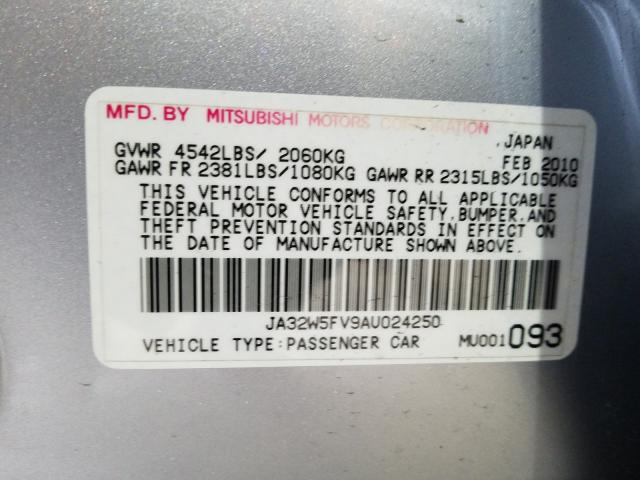 MFD. BY MITSUBISHI MOTORS CORPORATION
, JAPAN
GVWR 4542LBS/ 2060KG FEB 2010
GAWR FR 2381LBS/1080KG GAWR RR 2315LBS/1050KG
THIS VEHICLE CONFORMS TO ALL APPLICABLE
FEDERAL MOTOR VEHICLE SAFETY,BUMPER,AND
THEFT PREVENTION STANDARDS IN EFFECT ON
THE DATE OF MANUFACTURE SHOWN ABOVE.
JA32W5FV9AU024250
VEHICLE TYPE:PASSENGER CAR MU001093